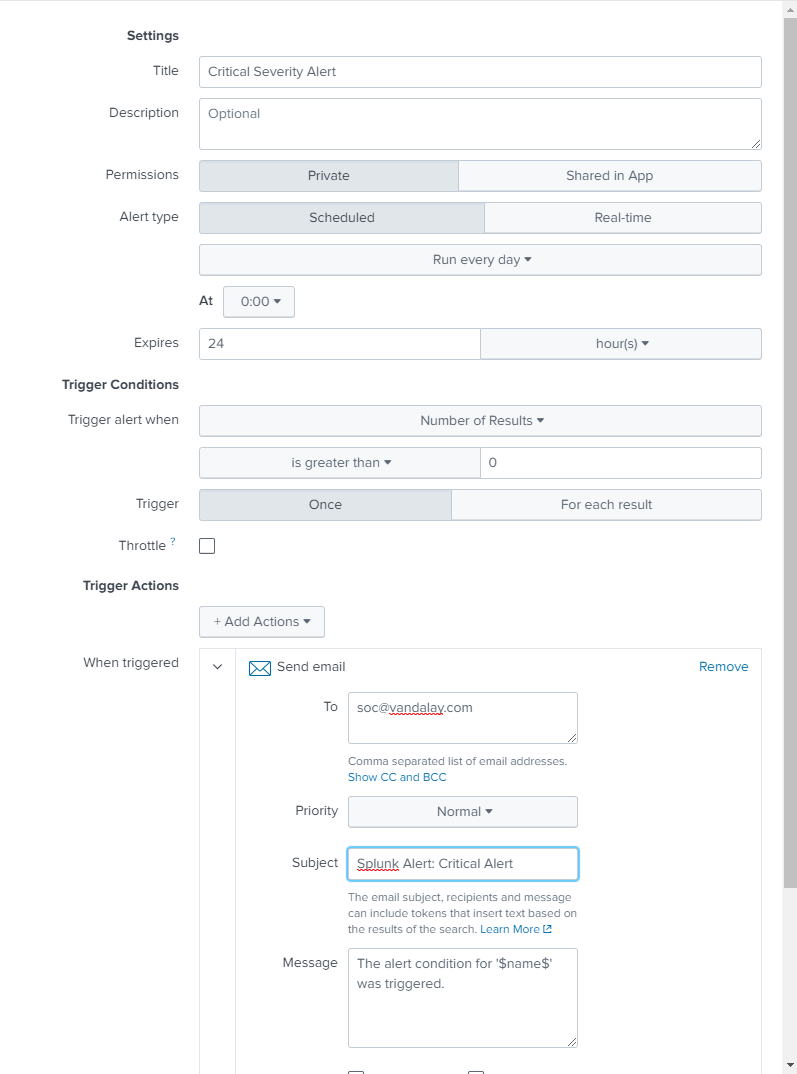 Settings
Title Critical Severity Alert
Description Optional
Permissions Private Shared in App
Alert type Scheduled Real-time
Run every day
At 0:00
Expires 24 hour(s)
Trigger Conditions
Trigger alert when Number of Results
is greater than 0
Trigger Once For each result
Throttle ?
Trigger Actions
+ Add Actions
When triggered Send email Remove
To soc@vandalay.com
Comma separated list of email addresses.
Show CC and BCC
Priority Normal
Subject Splunk Alert: Critical Alert
The email subject, recipients and message
can include tokens that insert text based on
the results of the search. Learn More
Message The alert condition for '$name$'
was triggered.